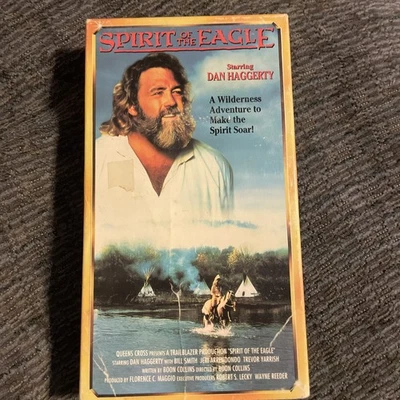 SPIRIT OF THE EAGLE
Starring
DAN HAGGERTY
A Wilderness
Adventure to
Make the
Spirit Soar!
QUEENS CROSS PRESENTS A TRAILBLAZER PRODUCTION "SPIRIT OF THE EAGLE"
STARRING DAN HAGGERTY WITH BILL SMITH JERI ARREDONDO TREVOR YARRISH
WRITTEN BY BOON COLLINS DIRECTED BY BOON COLLINS
PRODUCED BY FLORENCE C. MAGGIO EXECUTIVE PRODUCERS ROBERT S. LECKY WAYNE REEDER